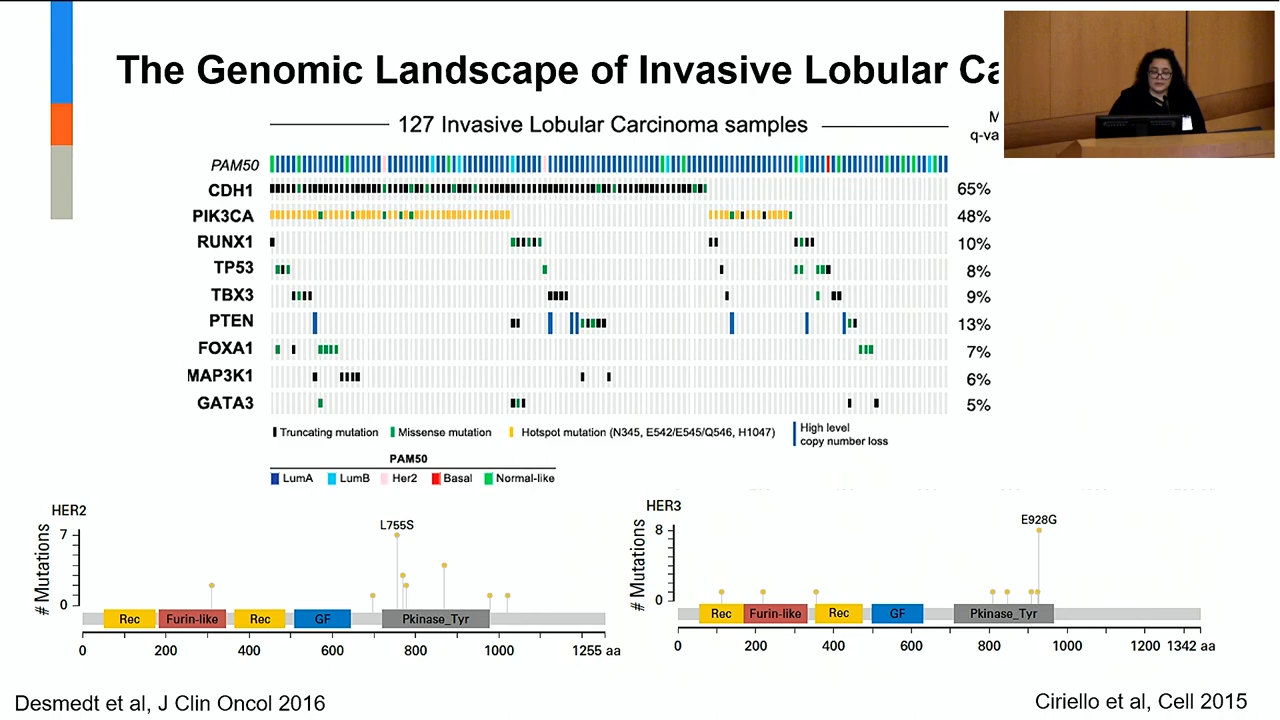 The Genomic Landscape of Invasive Lobular Ca
127 Invasive Lobular Carcinoma samples
M
q-va
PAM50
CDH1 65%
PIK3CA 48%
RUNX1 10%
TP53 8%
TBX3 9%
PTEN 13%
FOXA1 7%
MAP3K1 6%
GATA3 5%
Truncating mutation Missense mutation Hotspot mutation (N345, E542/E545/Q546, H1047) High level
copy number loss
PAM50
LumA LumB Her2 Basal Normal-like
HER2
# Mutations
7
0
L755S
Rec Furin-like Rec GF Pkinase_Tyr
0 200 400 600 800 1000 1255 aa
HER3
# Mutations
8
0
E928G
Rec Furin-like Rec GF Pkinase_Tyr
0 200 400 600 800 1000 1200 1342 aa
Desmedt et al, J Clin Oncol 2016
Ciriello et al, Cell 2015